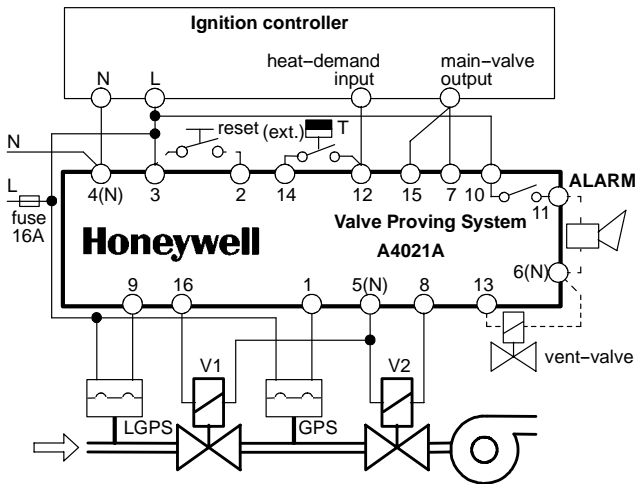 Ignition controller
N L heat-demand input main-valve output
reset (ext.) T
N
4(N) 3 2 14 12 15 7 10 ALARM
L
fuse 16A
11
Valve Proving System
Honeywell A4021A
6(N)
9 16 1 5(N) 8 13
V1 V2 vent-valve
LGPS GPS